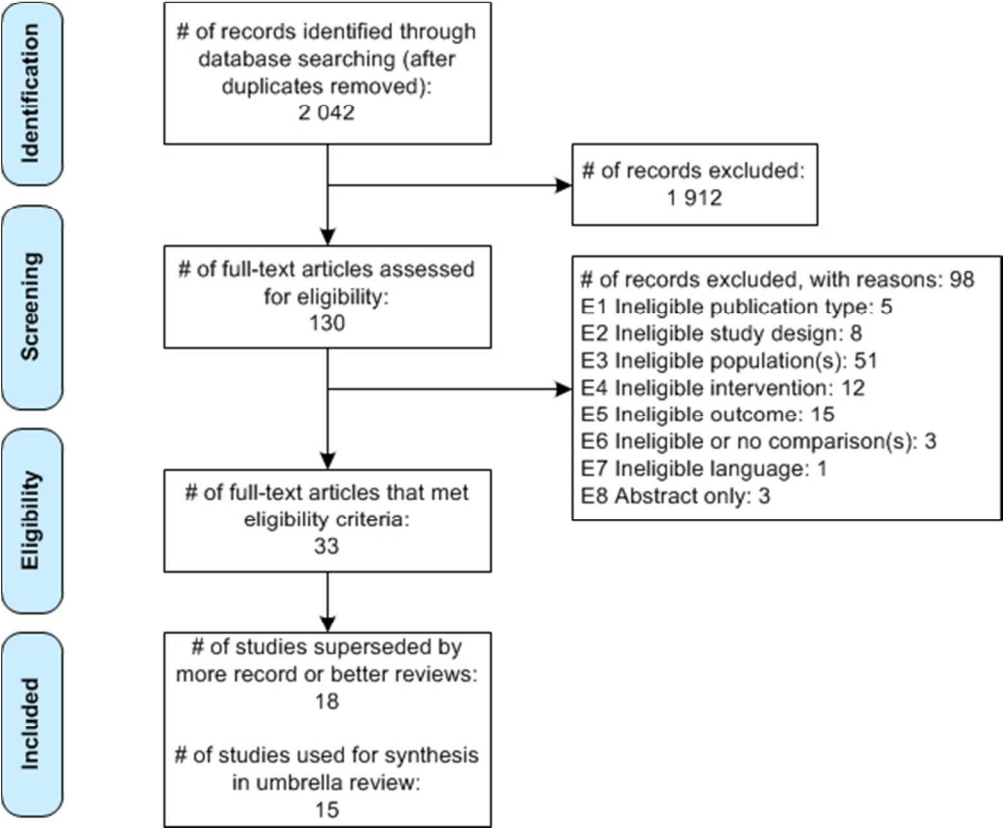 Identification
# of records identified through
database searching (after
duplicates removed):
2 042
# of records excluded:
1 912
Screening
# of full-text articles assessed
for eligibility:
130
# of records excluded, with reasons: 98
E1 Ineligible publication type: 5
E2 Ineligible study design: 8
E3 Ineligible population(s): 51
E4 Ineligible intervention: 12
E5 Ineligible outcome: 15
E6 Ineligible or no comparison(s): 3
E7 Ineligible language: 1
E8 Abstract only: 3
Eligibility
# of full-text articles that met
eligibility criteria:
33
Included
# of studies superseded by
more record or better reviews:
18
# of studies used for synthesis
in umbrella review:
15